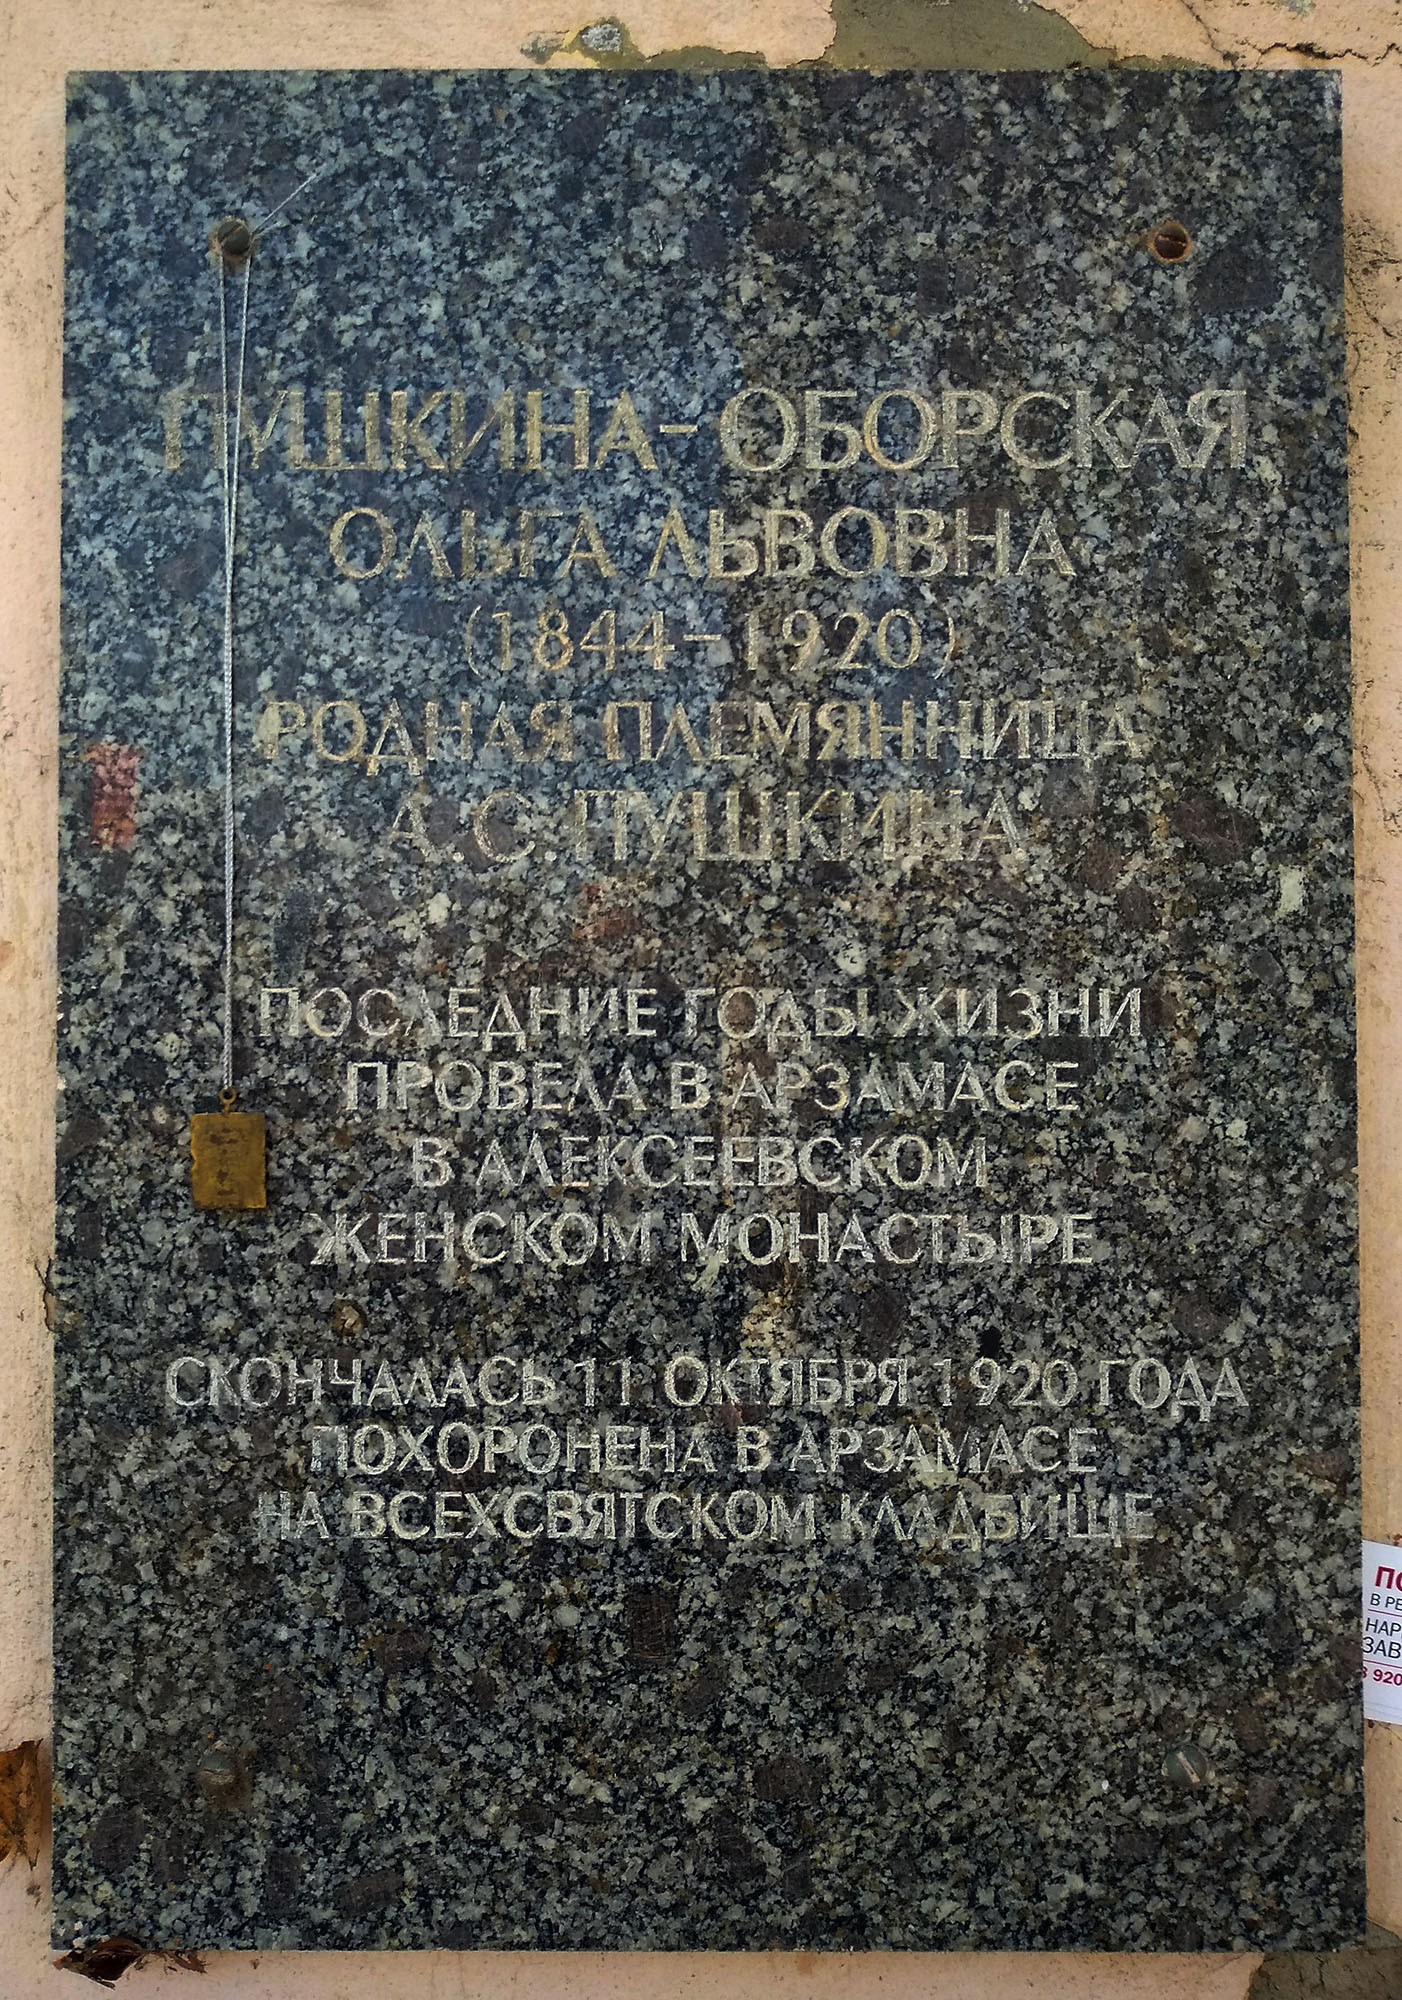 ПУШКИНА-ОБОРСКАЯ
ОЛЬГА ЛЬВОВНА
(1844-1920)
РОДНАЯ ПЛЕМЯННИЦА
А.С.ПУШКИНА
ПОСЛЕДНИЕ ГОДЫ ЖИЗНИ
ПРОВЕЛА В АРЗАМАСЕ
В АЛЕКСЕЕВСКОМ
ЖЕНСКОМ МОНАСТЫРЕ
СКОНЧАЛАСЬ 11 ОКТЯБРЯ 1920 ГОДА
ПОХОРОНЕНА В АРЗАМАСЕ
НА ВСЕХСВЯТСКОМ КЛАДБИЩЕ